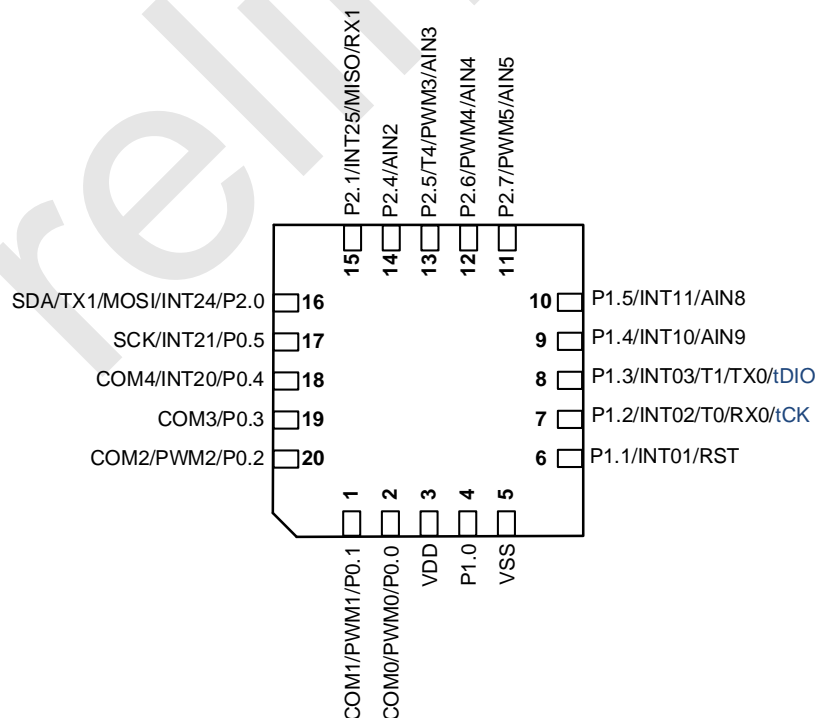 P2.1/INT25/MISO/RX1
P2.4/AIN2
P2.5/T4/PWM3/AIN3
P2.6/PWM4/AIN4
P2.7/PWM5/AIN5
15
14
13
12
11
SDA/TX1/MOSI/INT24/P2.0 16
SCK/INT21/P0.5 17
COM4/INT20/P0.4 18
COM3/P0.3 19
COM2/PWM2/P0.2 20
10 P1.5/INT11/AIN8
9 P1.4/INT10/AIN9
8 P1.3/INT03/T1/TX0/tDIO
7 P1.2/INT02/T0/RX0/tCK
6 P1.1/INT01/RST
1
2
3
4
5
COM1/PWM1/P0.1
COM0/PWM0/P0.0
VDD
P1.0
VSS